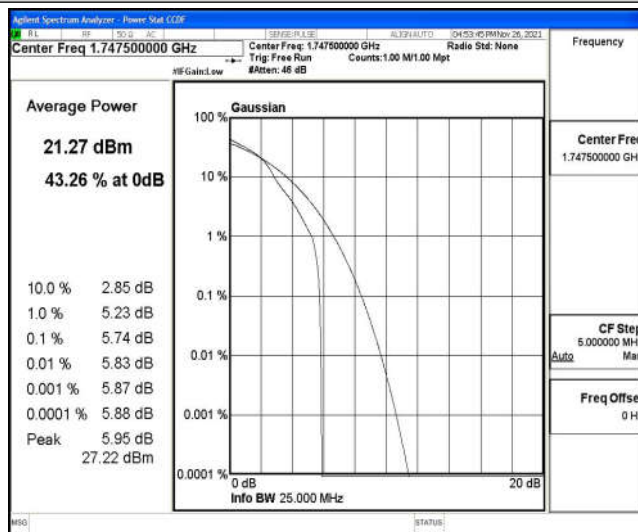 Agilent Spectrum Analyzer - Power Stat CCDF
RL RF 50 Ω AC SENSE:PULSE ALIGN AUTO 04:53:45 PM Nov 26, 2021
Center Freq 1.747500000 GHz
Center Freq: 1.747500000 GHz
Radio Std: None
Trig: Free Run
Counts:1.00 M/1.00 Mpt
#IFGain:Low
#Atten: 46 dB
Frequency
Average Power
21.27 dBm
43.26 % at 0dB
10.0 % 2.85 dB
1.0 % 5.23 dB
0.1 % 5.74 dB
0.01 % 5.83 dB
0.001 % 5.87 dB
0.0001 % 5.88 dB
Peak 5.95 dB
27.22 dBm
Gaussian
100 %
10 %
1 %
0.1 %
0.01 %
0.001 %
0.0001 %
0 dB
20 dB
Info BW 25.000 MHz
Center Fre
1.747500000 GH
CF Step
5.000000 MH
Auto Ma
Freq Offse
0 H
MSG
STATUS